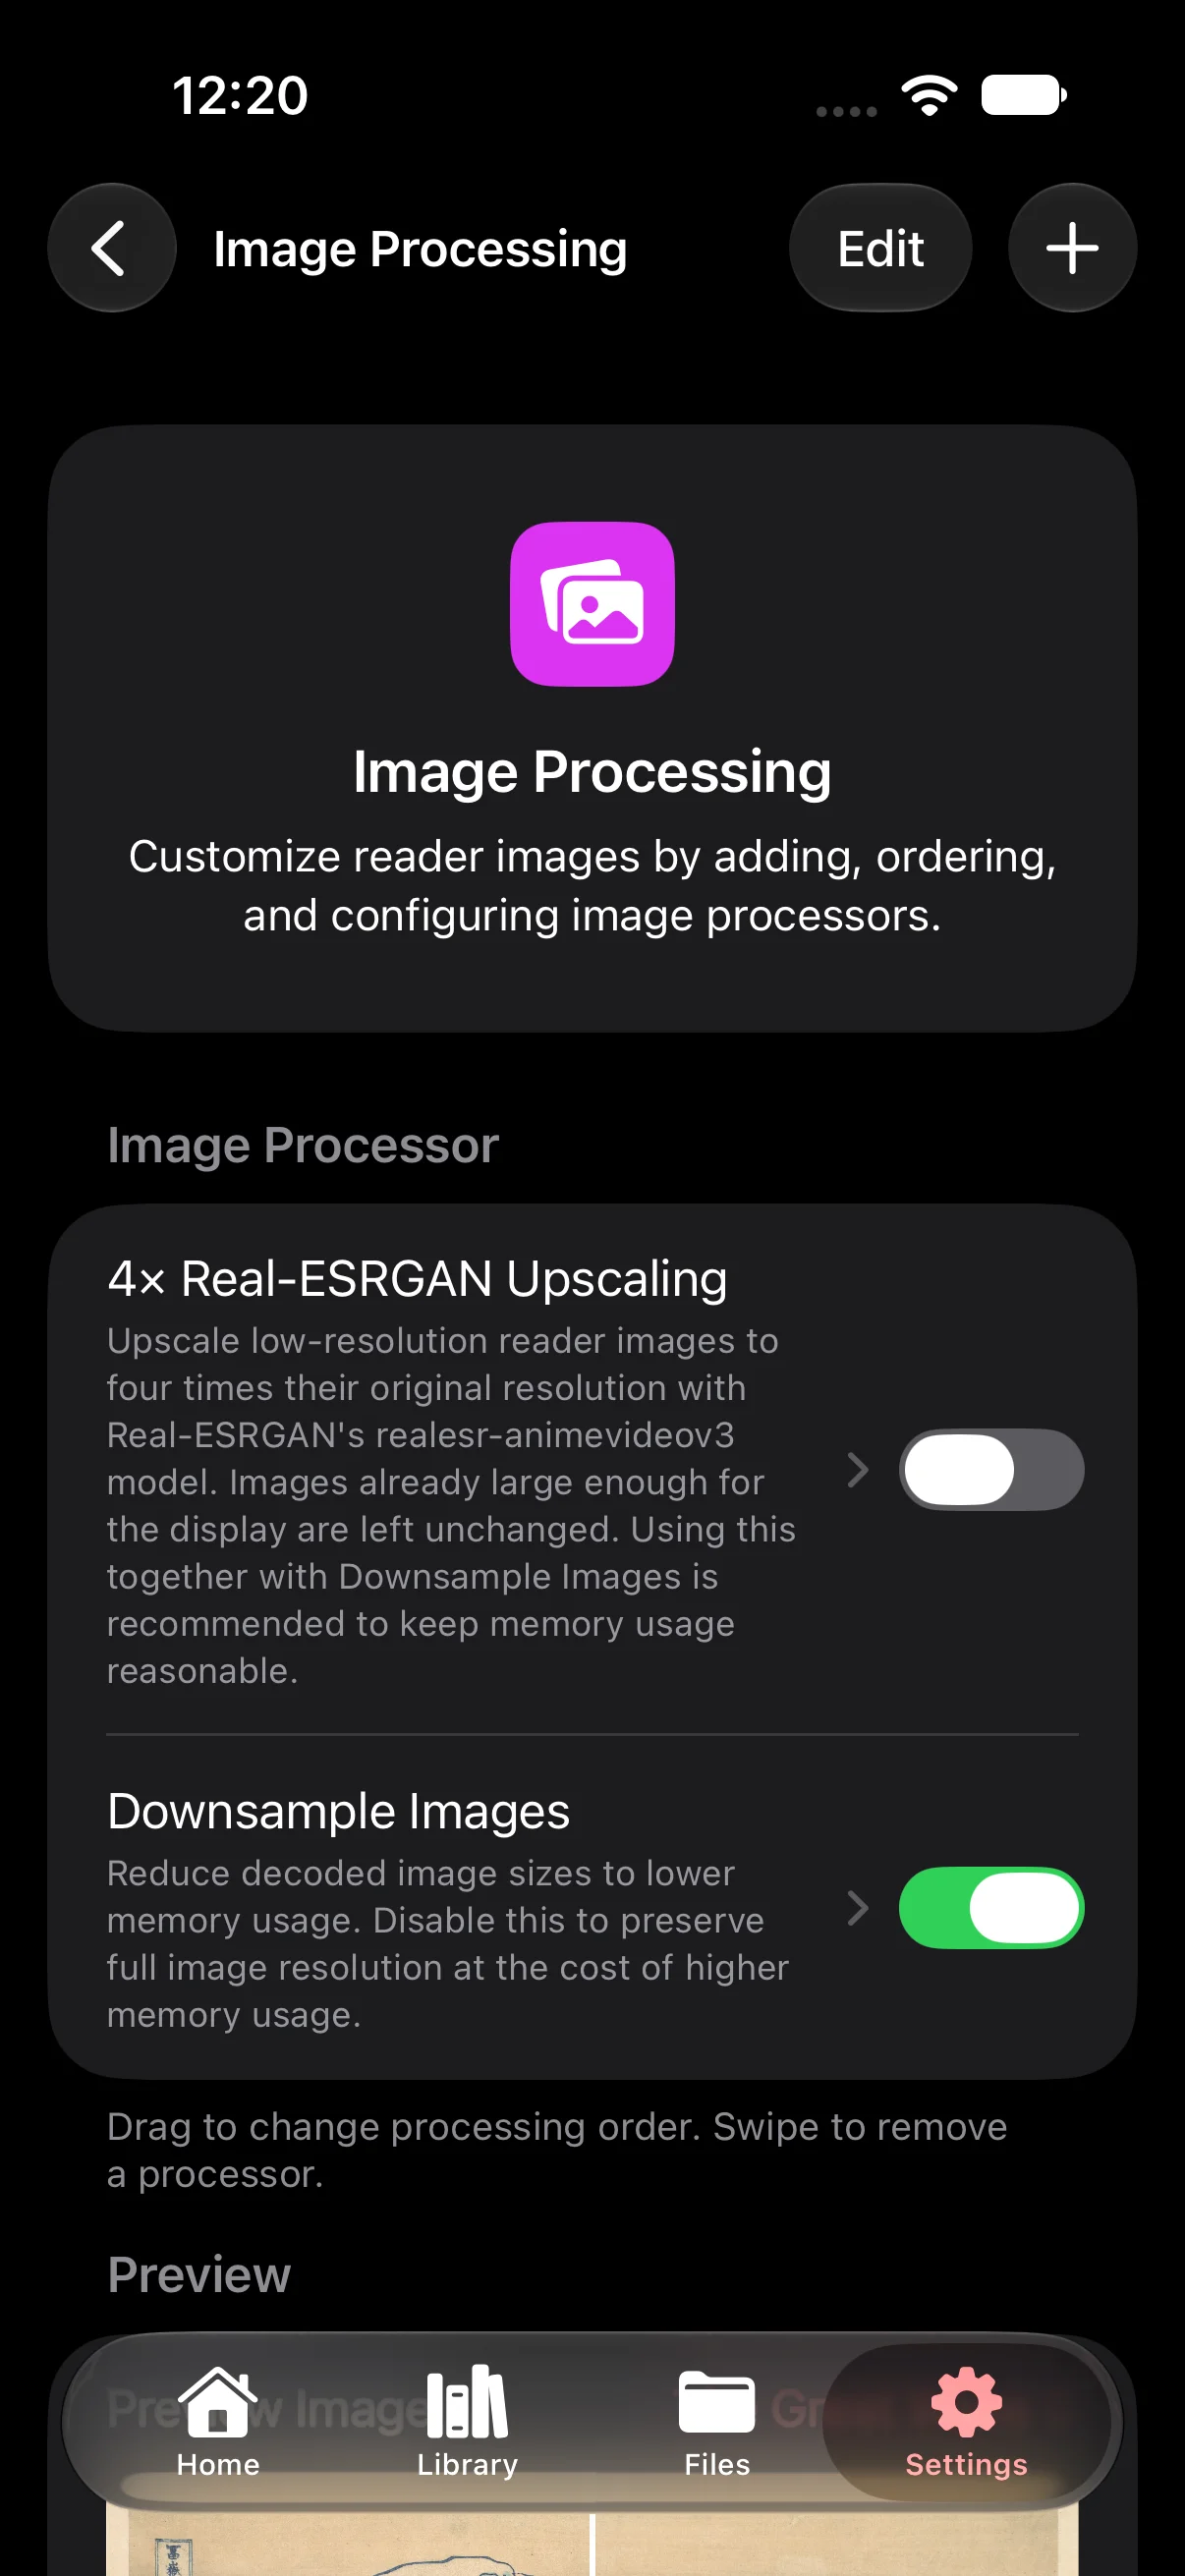 12:20
Image Processing
Edit
Image Processing
Customize reader images by adding, ordering,
and configuring image processors.
Image Processor
4× Real-ESRGAN Upscaling
Upscale low-resolution reader images to
four times their original resolution with
Real-ESRGAN's realesr-animevideov3
model. Images already large enough for
the display are left unchanged. Using this
together with Downsample Images is
recommended to keep memory usage
reasonable.
Downsample Images
Reduce decoded image sizes to lower
memory usage. Disable this to preserve
full image resolution at the cost of higher
memory usage.
Drag to change processing order. Swipe to remove
a processor.
Preview
Preview Image
Home
Library
Files
Settings